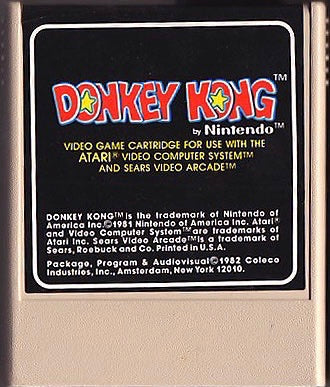 DONKEY KONG™
by Nintendo™
VIDEO GAME CARTRIDGE FOR USE WITH THE
ATARI® VIDEO COMPUTER SYSTEM™
AND SEARS VIDEO ARCADE™
DONKEY KONG™ is the trademark of Nintendo of
America Inc.©1981 Nintendo of America Inc. Atari®
and Video Computer System™ are trademarks of
Atari Inc. Sears Video Arcade™ is a trademark of
Sears, Roebuck and Co. Printed in U.S.A.
Package, Program & Audiovisual©1982 Coleco
Industries, Inc., Amsterdam, New York 12010.